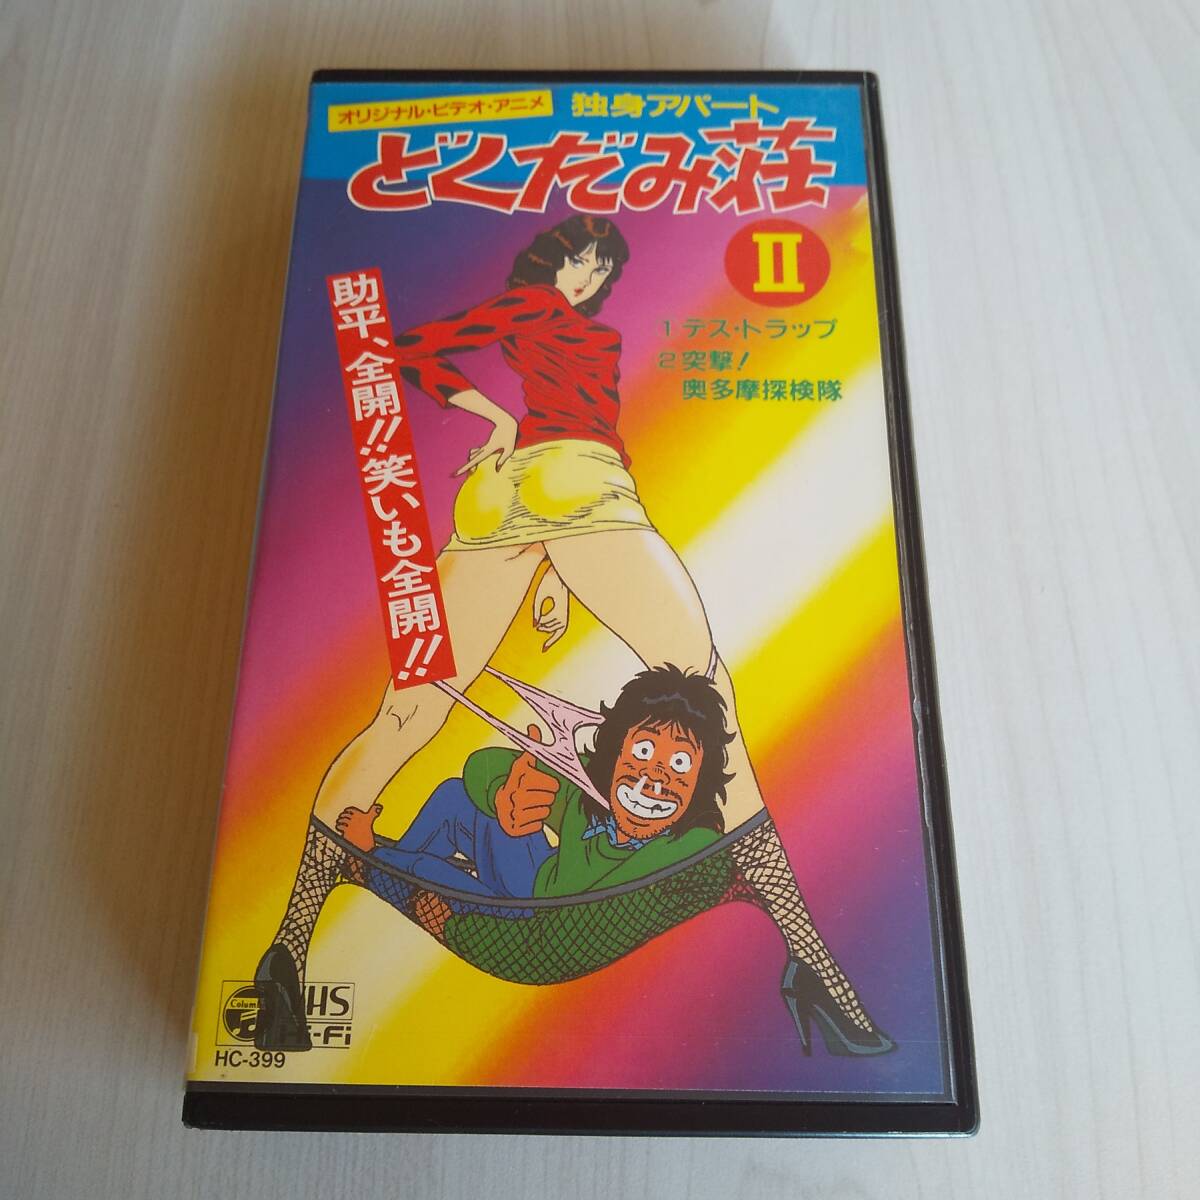 オリジナル・ビデオ・アニメ
独身アパート
どくだみ荘
II
1 デス・トラップ
2 突撃!
奥多摩探検隊
助平、全開!!笑いも全開!!
VHS
Hi-Fi
HC-399